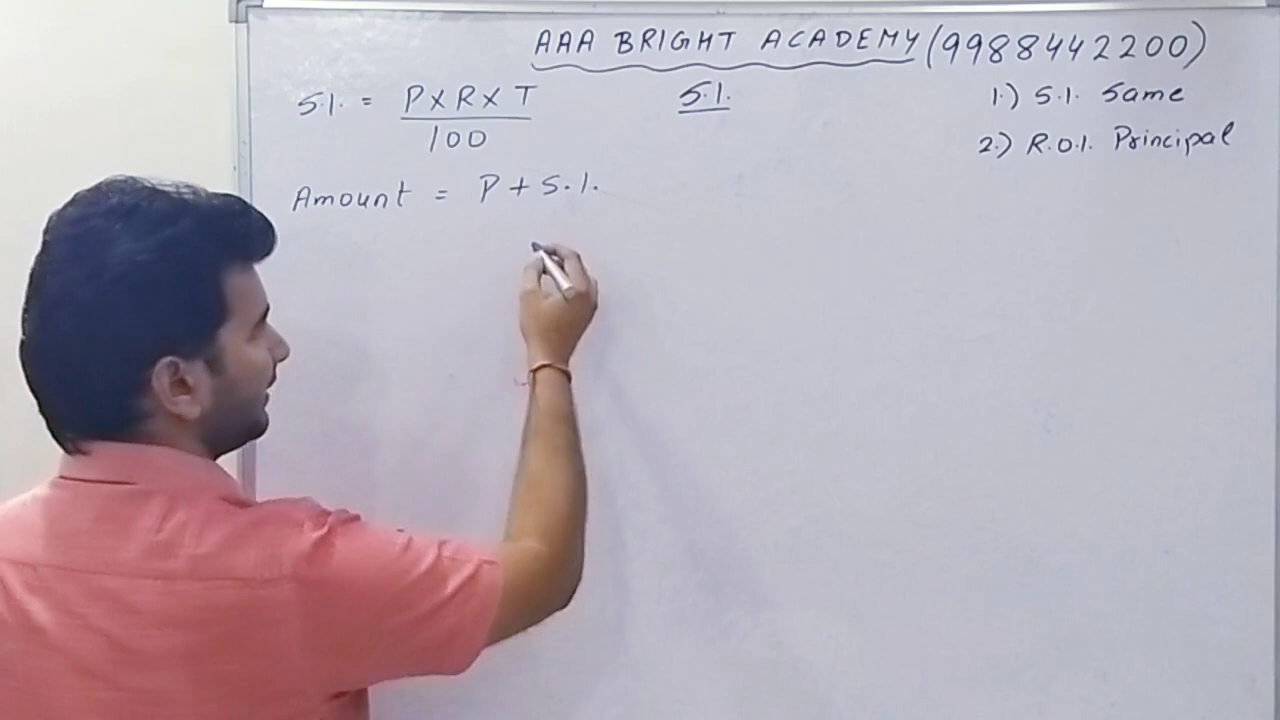 AAA BRIGHT ACADEMY (9988442200)
S.I. = P×R×T
100
S.I.
1.) S.I. Same
2.) R.O.I. Principal
Amount = P + S.I.